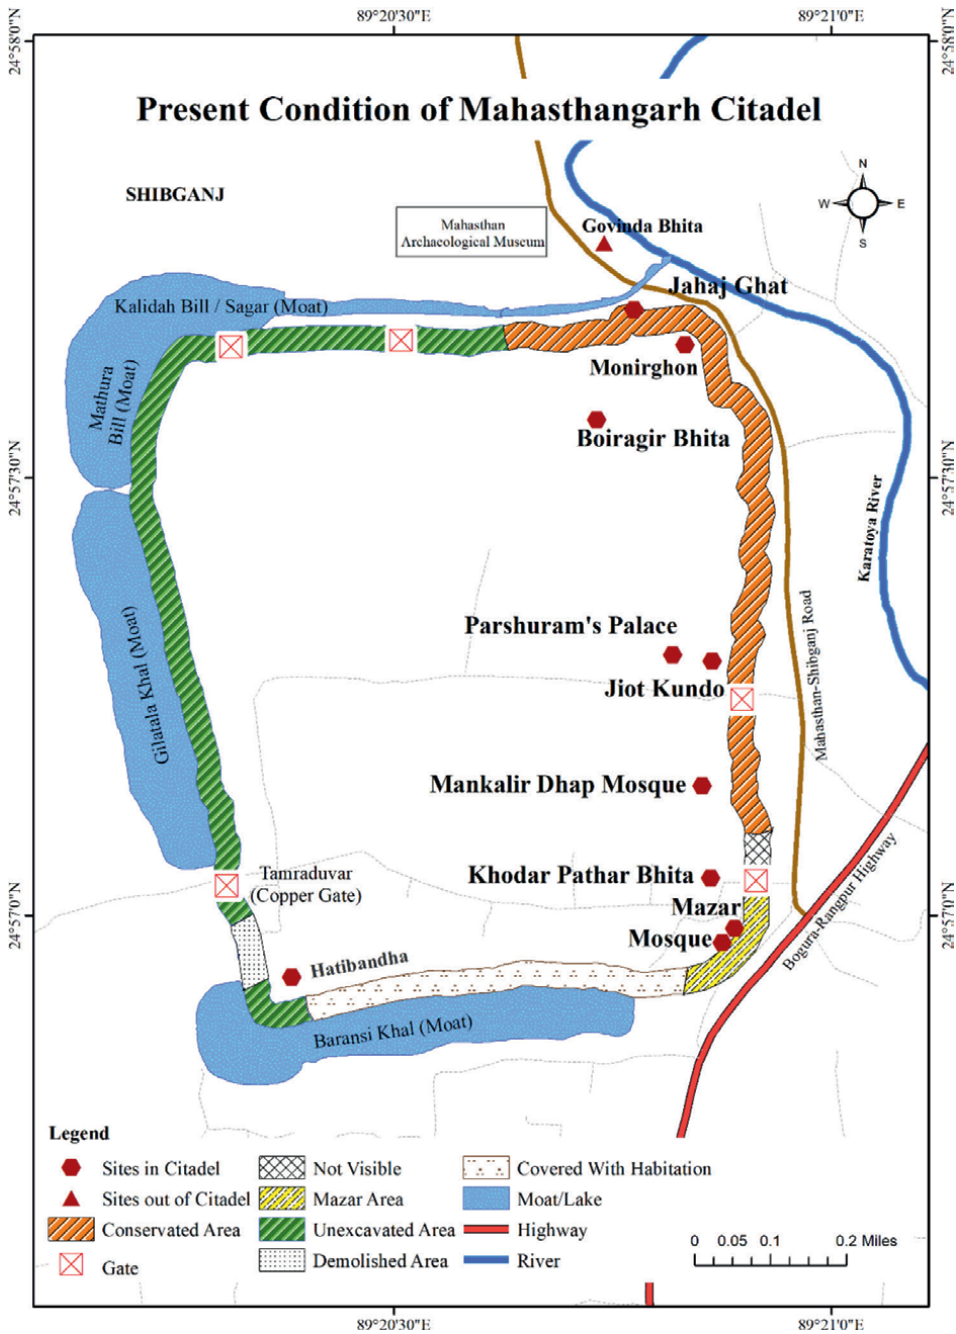 89°20'30"E
89°21'0"E
24°58'0"N
24°58'0"N
Present Condition of Mahasthangarh Citadel
SHIBGANJ
N
W
E
S
Mahasthan
Archaeological Museum
Govinda Bhita
Kalidah Bill / Sagar (Moat)
Jahaj Ghat
Monirghon
Mathura
Bill (Moat)
Boiragir Bhita
24°57'30"N
24°57'30"N
Karatoya River
Gilatala Khal (Moat)
Parshuram's Palace
Jiot Kundo
Mahasthan-Shibganj Road
Mankalir Dhap Mosque
Bogura-Rangpur Highway
Tamraduvar
(Copper Gate)
Khodar Pathar Bhita
Mazar
24°57'0"N
24°57'0"N
Mosque
Hatibandha
Baransi Khal (Moat)
Legend
Sites in Citadel
Not Visible
Covered With Habitation
Sites out of Citadel
Mazar Area
Moat/Lake
Conservated Area
Unexcavated Area
Highway
Gate
Demolished Area
River
0 0.05 0.1 0.2 Miles
89°20'30"E
89°21'0"E